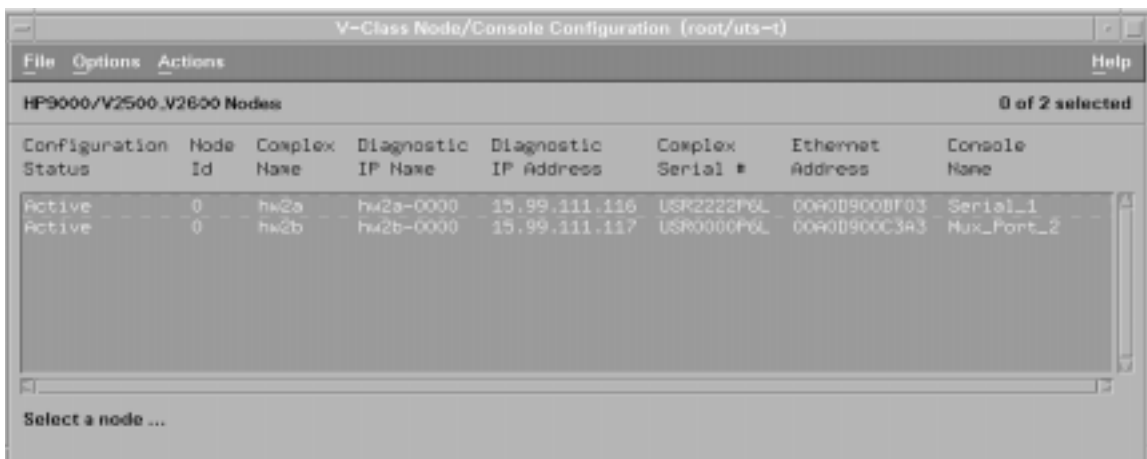 V-Class Node/Console Configuration (root/uts-t)
File Options Actions Help
HP9000/V2500,V2600 Nodes 0 of 2 selected
Configuration Node Complex Diagnostic Diagnostic Complex Ethernet Console
Status Id Name IP Name IP Address Serial # Address Name
Active 0 hw2a hw2a-0000 15.99.111.116 USR2222P6L 00A0D900BF03 Serial_1
Active 0 hw2b hw2b-0000 15.99.111.117 USR0000P6L 00A0D900C3A3 Mux_Port_2
Select a node ...